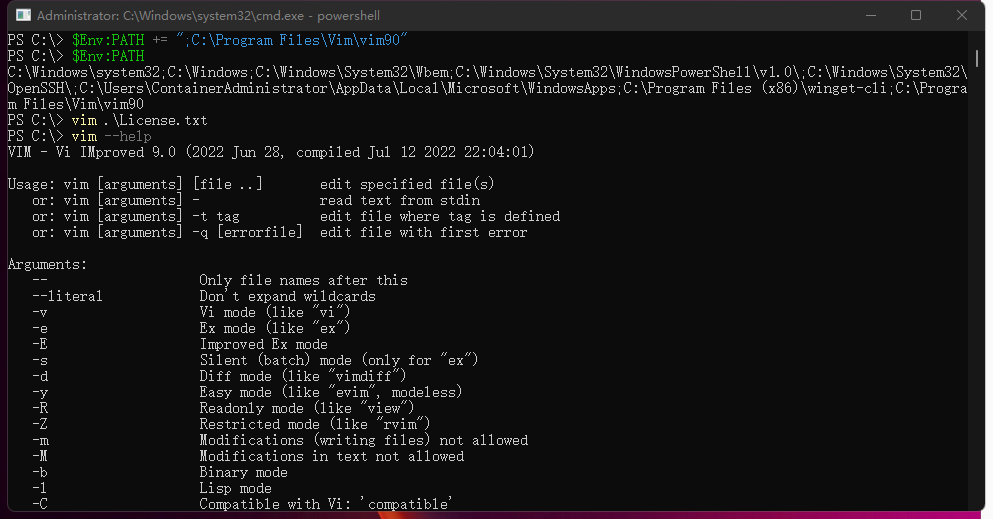 Administrator: C:\Windows\system32\cmd.exe - powershell
PS C:\> $Env:PATH += ";C:\Program Files\Vim\vim90"
PS C:\> $Env:PATH
C:\Windows\system32;C:\Windows;C:\Windows\System32\Wbem;C:\Windows\System32\WindowsPowerShell\v1.0\;C:\Windows\System32\
OpenSSH\;C:\Users\ContainerAdministrator\AppData\Local\Microsoft\WindowsApps;C:\Program Files (x86)\winget-cli;C:\Progra
m Files\Vim\vim90
PS C:\> vim .\License.txt
PS C:\> vim --help
VIM - Vi IMproved 9.0 (2022 Jun 28, compiled Jul 12 2022 22:04:01)
Usage: vim [arguments] [file ..]       edit specified file(s)
   or: vim [arguments] -               read text from stdin
   or: vim [arguments] -t tag          edit file where tag is defined
   or: vim [arguments] -q [errorfile]  edit file with first error
Arguments:
   --                   Only file names after this
   --literal            Don't expand wildcards
   -v                   Vi mode (like "vi")
   -e                   Ex mode (like "ex")
   -E                   Improved Ex mode
   -s                   Silent (batch) mode (only for "ex")
   -d                   Diff mode (like "vimdiff")
   -y                   Easy mode (like "evim", modeless)
   -R                   Readonly mode (like "view")
   -Z                   Restricted mode (like "rvim")
   -m                   Modifications (writing files) not allowed
   -M                   Modifications in text not allowed
   -b                   Binary mode
   -l                   Lisp mode
   -C                   Compatible with Vi: 'compatible'